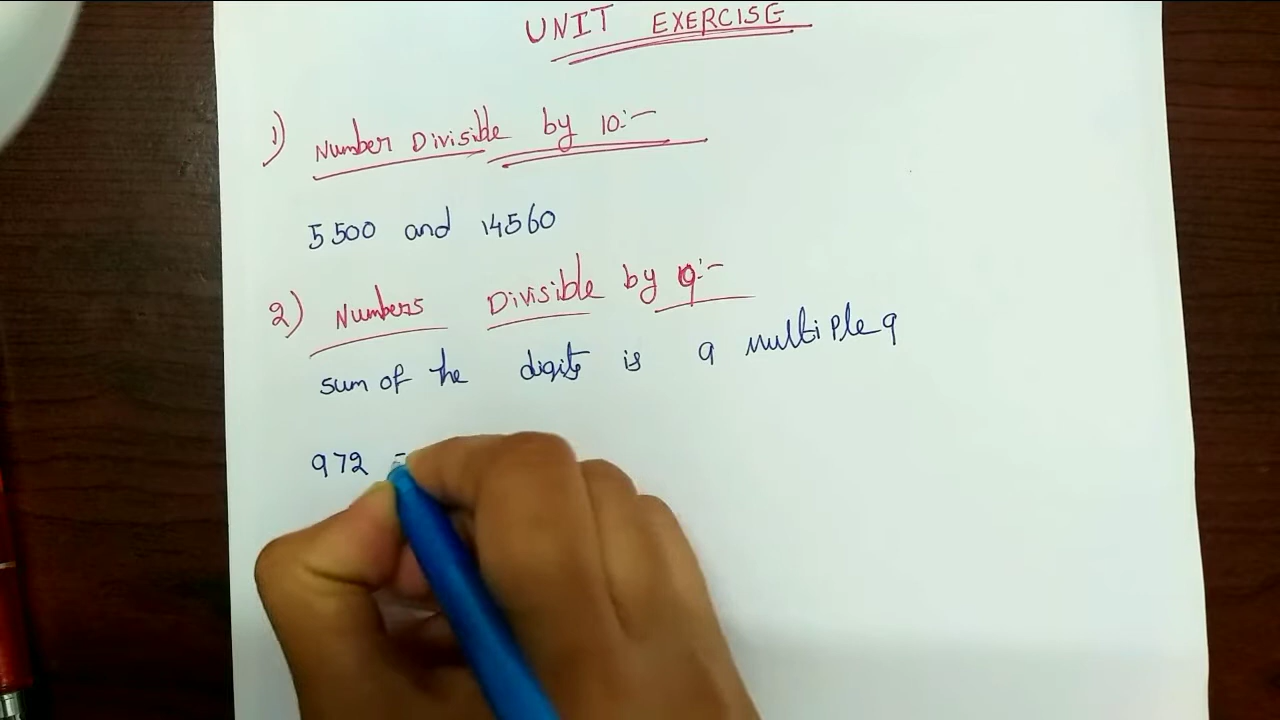 UNIT EXERCISE
1) Number Divisible by 10:-
5500 and 14560
2) Numbers Divisible by 9:-
sum of the digits is a multiple 9
972